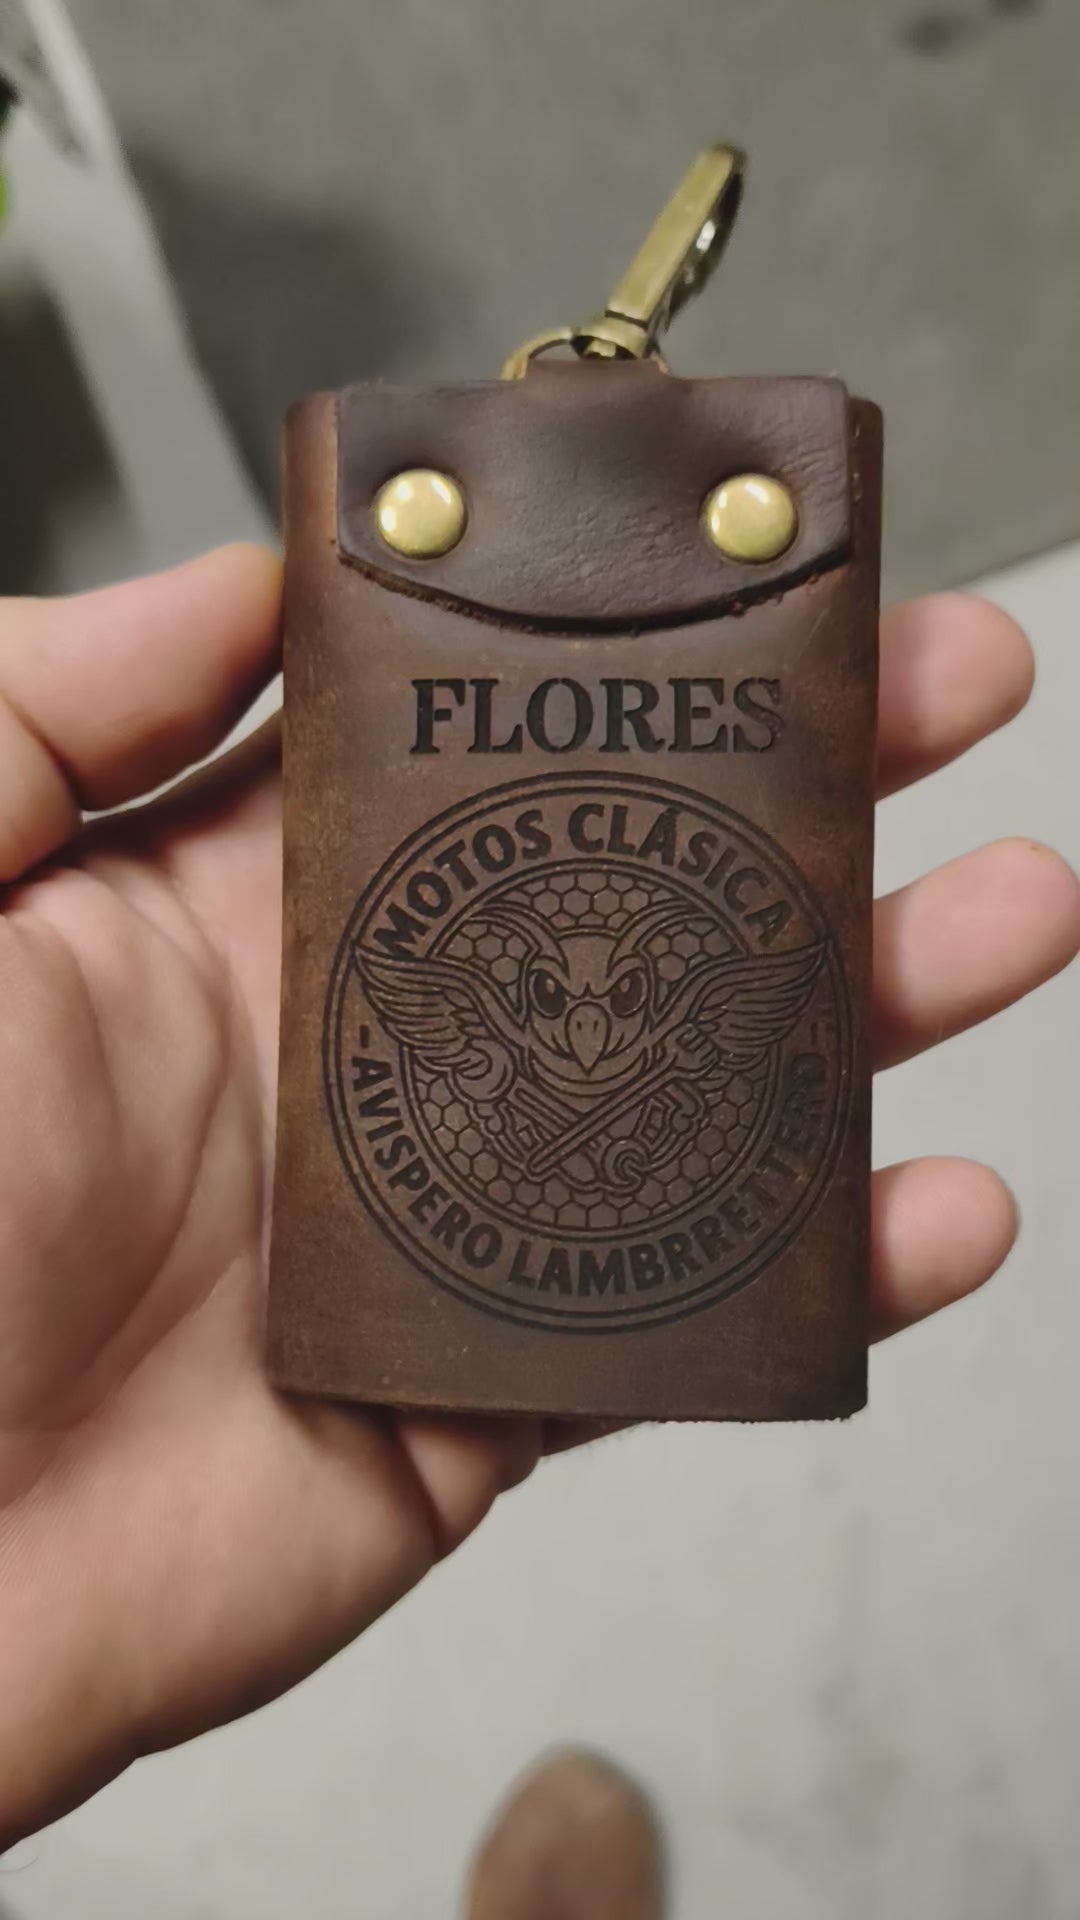 FLORES
MOTOS CLÁSICA
-AVISPERO LAMBRRETTERO-